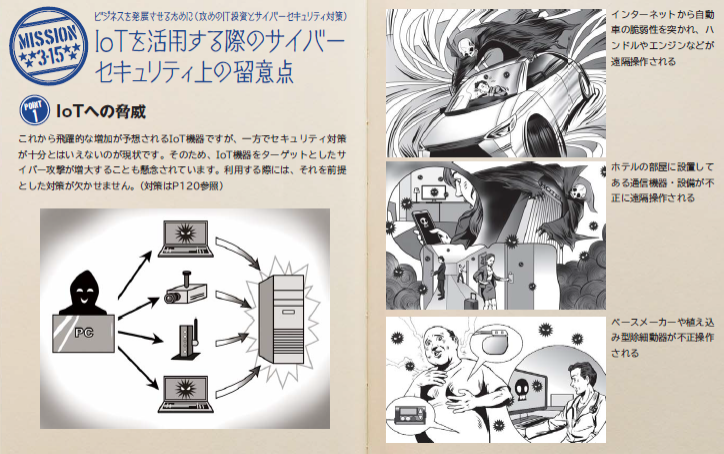 ビジネスを発展させるために（攻めのIT投資とサイバーセキュリティ対策）
MISSION
3-15
IoTを活用する際のサイバー
セキュリティ上の留意点
POINT
1
IoTへの脅威
これから飛躍的な増加が予想されるIoT機器ですが、一方でセキュリティ対策
が十分とはいえないのが現状です。そのため、IoT機器をターゲットとしたサ
イバー攻撃が増大することも懸念されています。利用する際には、それを前提
とした対策が欠かせません。（対策はP120参照）
PC
インターネットから自動
車の脆弱性を突かれ、ハ
ンドルやエンジンなどが
遠隔操作される
ホテルの部屋に設置して
ある通信機器・設備が不
正に遠隔操作される
HOTEL
ペースメーカーや植え込
み型除細動器が不正操作
される